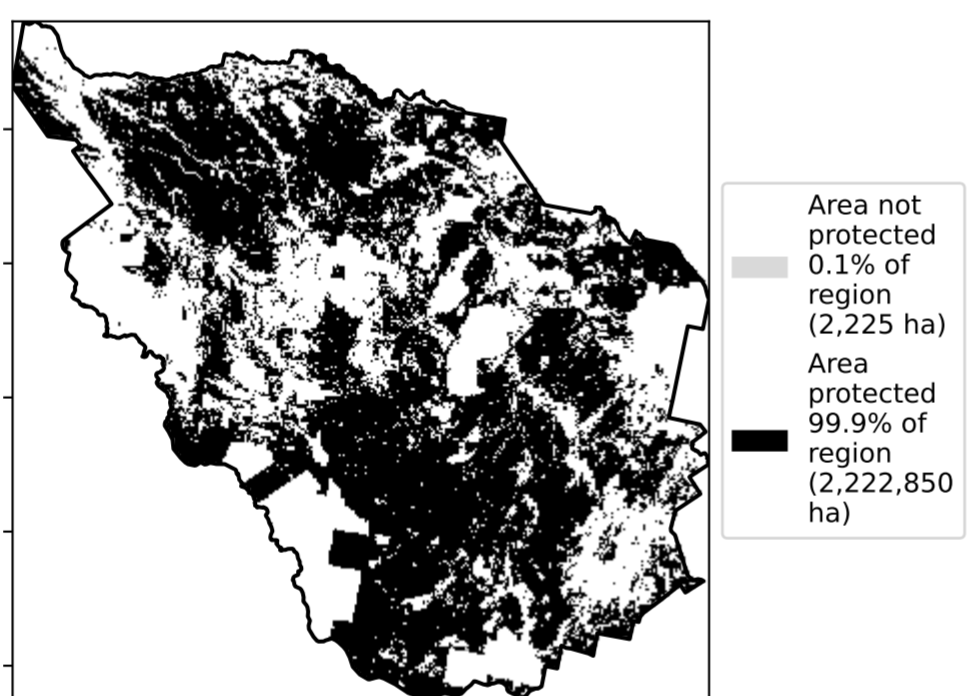 Area not
protected
0.1% of
region
(2,225 ha)
Area
protected
99.9% of
region
(2,222,850
ha)